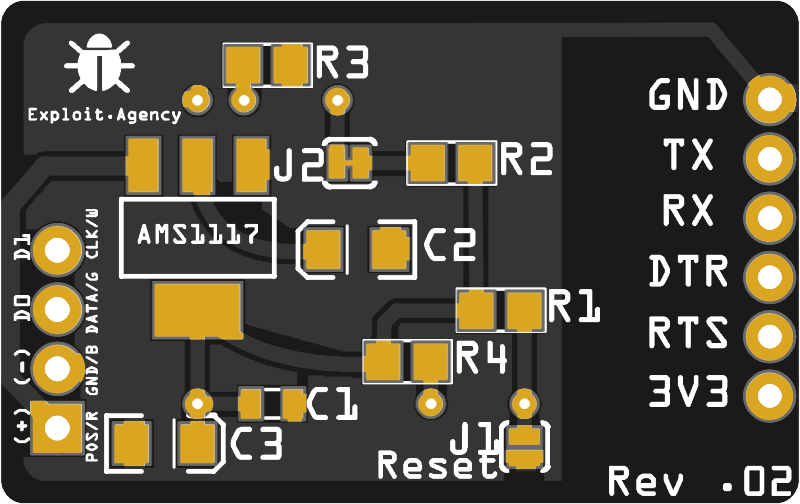 Exploit.Agency
R3
GND
TX
RX
DTR
RTS
3V3
J2
R2
AMS1117
C2
R1
R4
C1
C3
J1
Reset
Rev .02
D1 CLK/W
D0 DATA/G
(-) GND/B
(+) POS/R